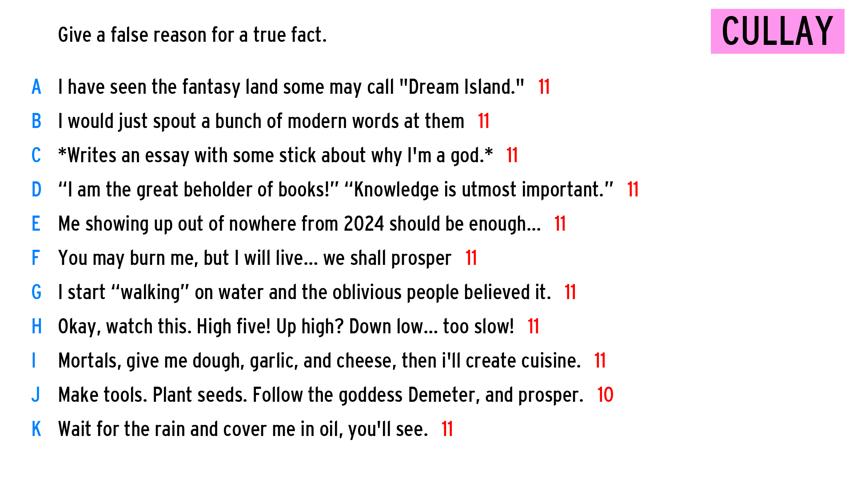 Give a false reason for a true fact.
CULLAY
A I have seen the fantasy land some may call "Dream Island." 11
B I would just spout a bunch of modern words at them 11
C *Writes an essay with some stick about why I'm a god.* 11
D “I am the great beholder of books!” “Knowledge is utmost important.” 11
E Me showing up out of nowhere from 2024 should be enough... 11
F You may burn me, but I will live... we shall prosper 11
G I start “walking” on water and the oblivious people believed it. 11
H Okay, watch this. High five! Up high? Down low... too slow! 11
I Mortals, give me dough, garlic, and cheese, then i'll create cuisine. 11
J Make tools. Plant seeds. Follow the goddess Demeter, and prosper. 10
K Wait for the rain and cover me in oil, you'll see. 11